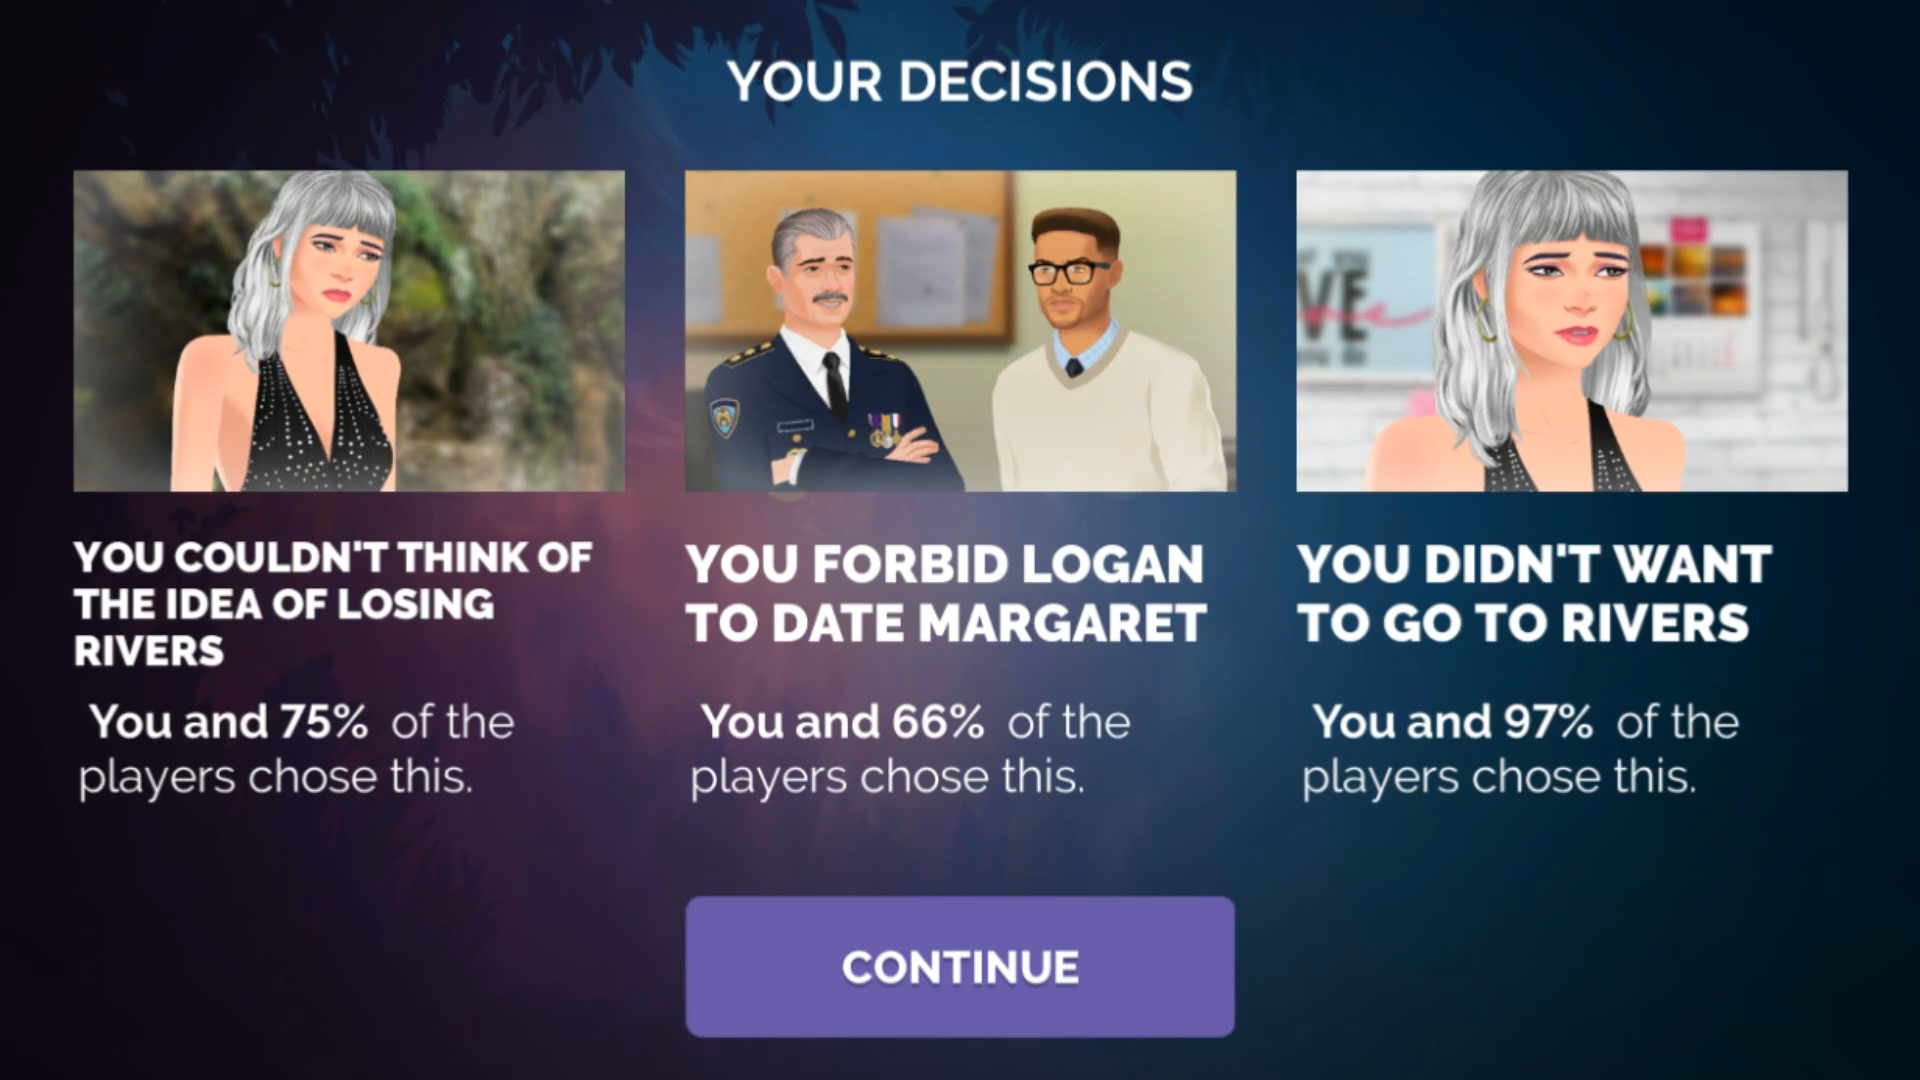 YOUR DECISIONS
YOU COULDN'T THINK OF
THE IDEA OF LOSING
RIVERS
You and 75% of the
players chose this.
YOU FORBID LOGAN
TO DATE MARGARET
You and 66% of the
players chose this.
VE
YOU DIDN'T WANT
TO GO TO RIVERS
You and 97% of the
players chose this.
CONTINUE